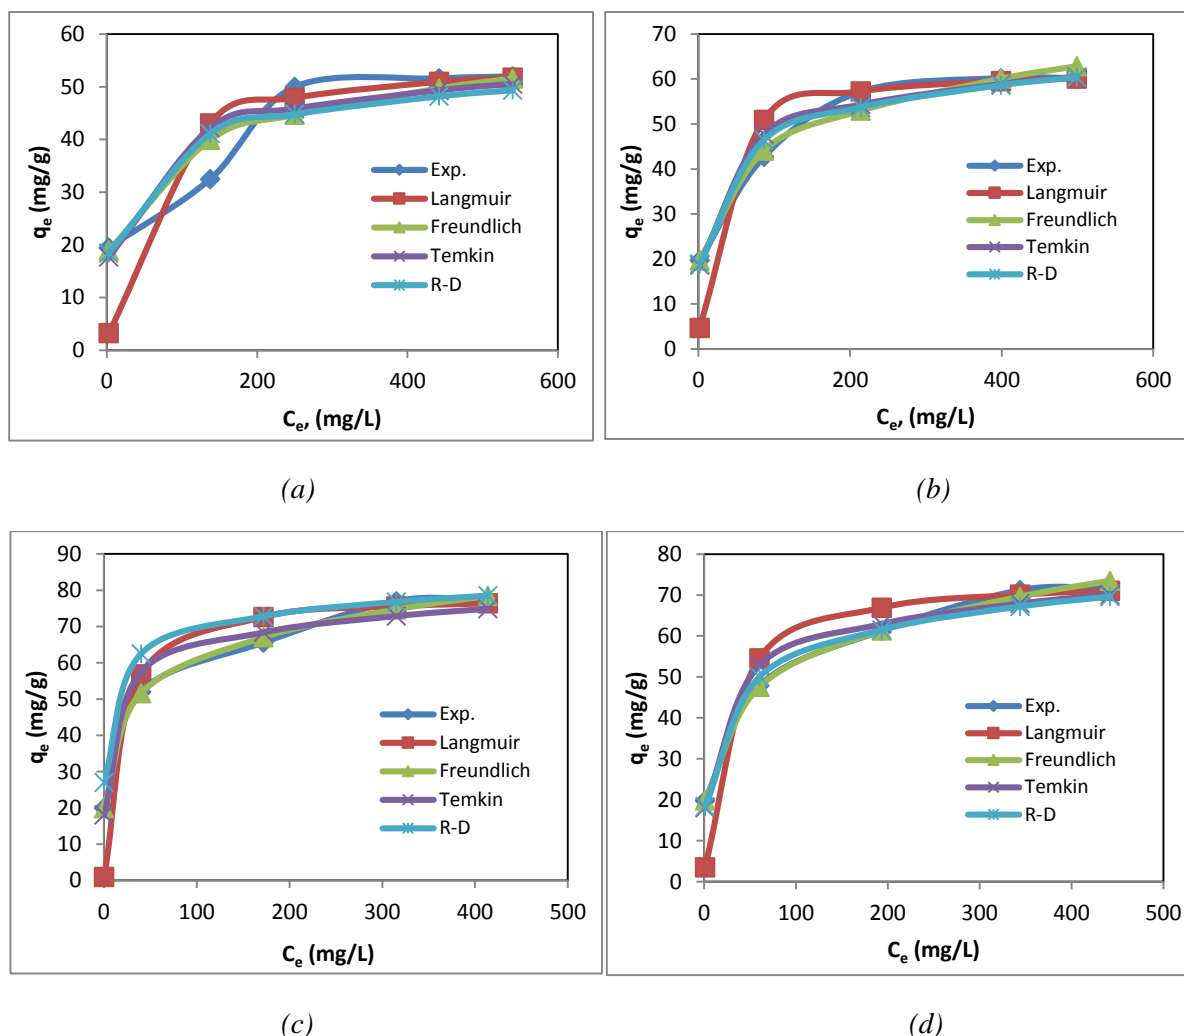 60
50
40
30
20
10
0
qe (mg/g)
0 200 400 600
Ce, (mg/L)
Exp.
Langmuir
Freundlich
Temkin
R-D
(a)
70
60
50
40
30
20
10
0
qe (mg/g)
0 200 400 600
Ce, (mg/L)
Exp.
Langmuir
Freundlich
Temkin
R-D
(b)
90
80
70
60
50
40
30
20
10
0
qe (mg/g)
0 100 200 300 400 500
Ce (mg/L)
Exp.
Langmuir
Freundlich
Temkin
R-D
(c)
80
70
60
50
40
30
20
10
0
qe (mg/g)
0 100 200 300 400 500
Ce (mg/L)
Exp.
Langmuir
Freundlich
Temkin
R-D
(d)